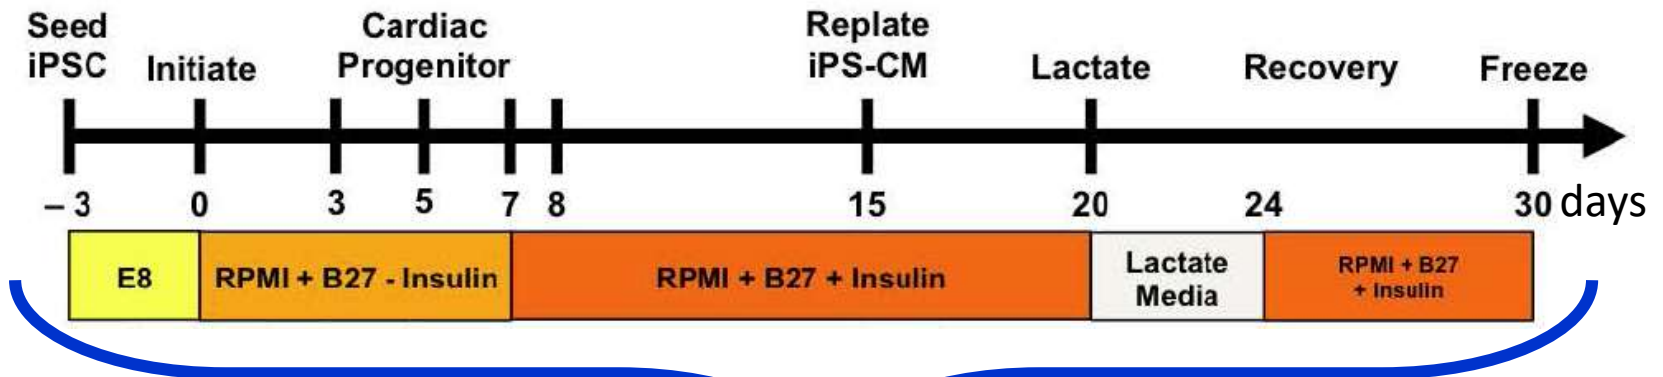 Seed
iPSC
Initiate
Cardiac
Progenitor
Replate
iPS-CM
Lactate
Recovery
Freeze
– 3 0 3 5 7 8 15 20 24 30 days
E8
RPMI + B27 - Insulin
RPMI + B27 + Insulin
Lactate
Media
RPMI + B27
+ Insulin